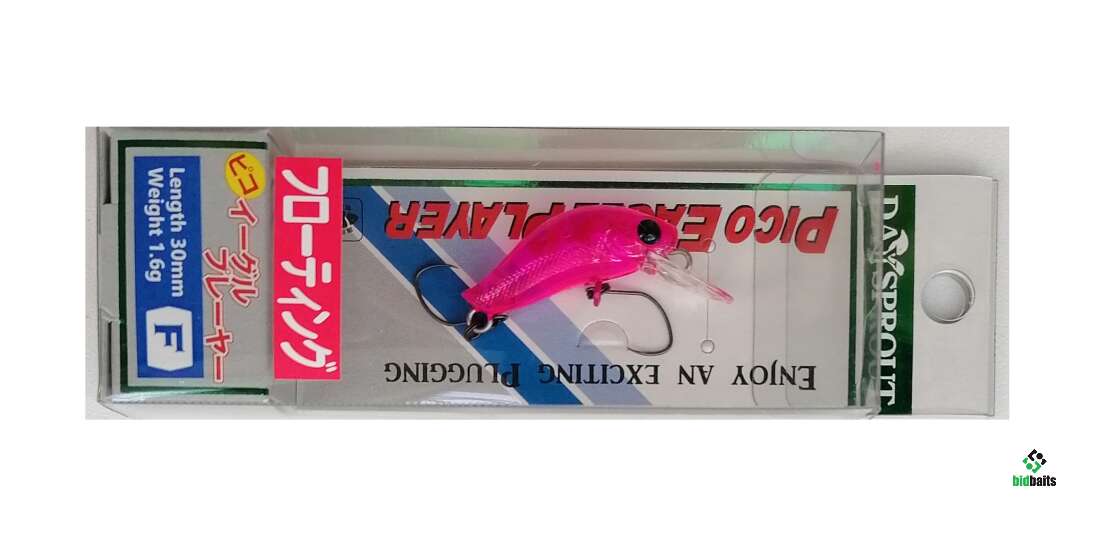 ピコ
イーグル
プレーヤー
Length 30mm
Weight 1.6g
F
フローティング
PICO EAGLE PLAYER
ENJOY AN EXCITING PLUGGING
DAYSPROUT
bidbaits